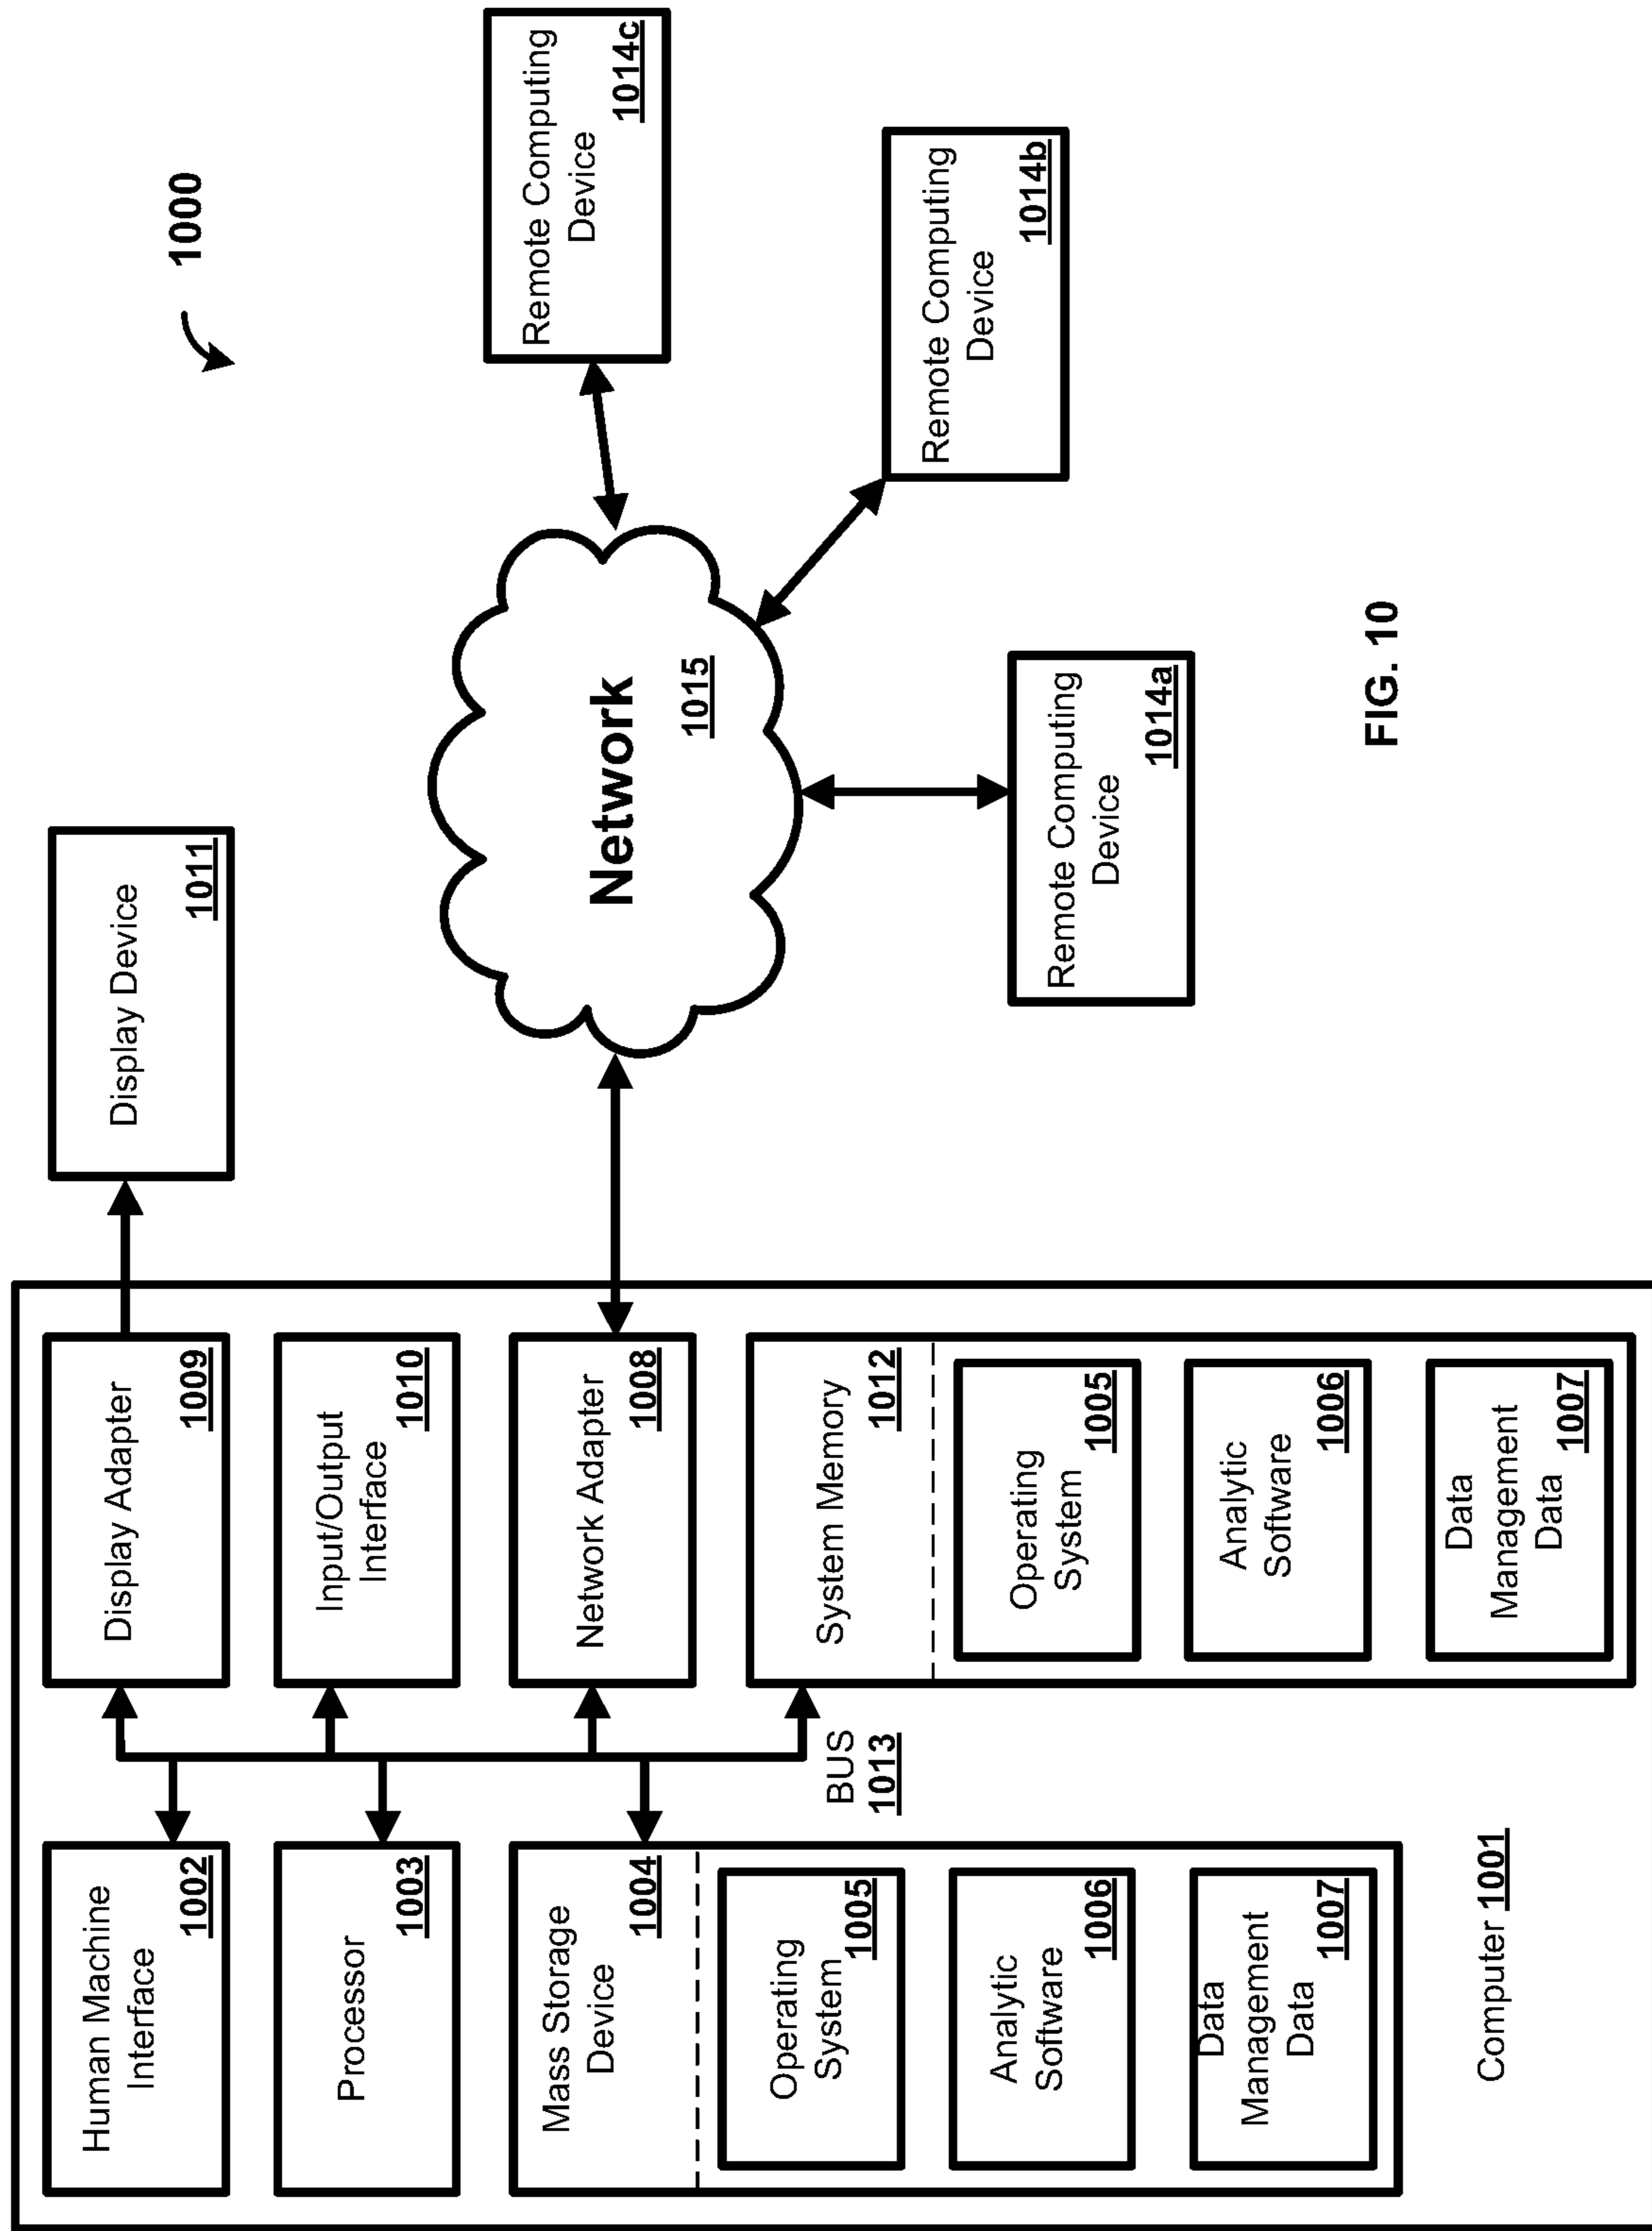 1000
Human Machine
Interface
1002
Processor
1003
Mass Storage
Device
1004
Operating
System
1005
Analytic
Software
1006
Data
Management
Data
1007
Computer 1001
BUS
1013
Display Adapter
1009
Input/Output
Interface
1010
Network Adapter
1008
System Memory
1012
Operating
System
1005
Analytic
Software
1006
Data
Management
Data
1007
Display Device
1011
Network
1015
Remote Computing
Device
1014a
Remote Computing
Device
1014b
Remote Computing
Device
1014c
FIG. 10